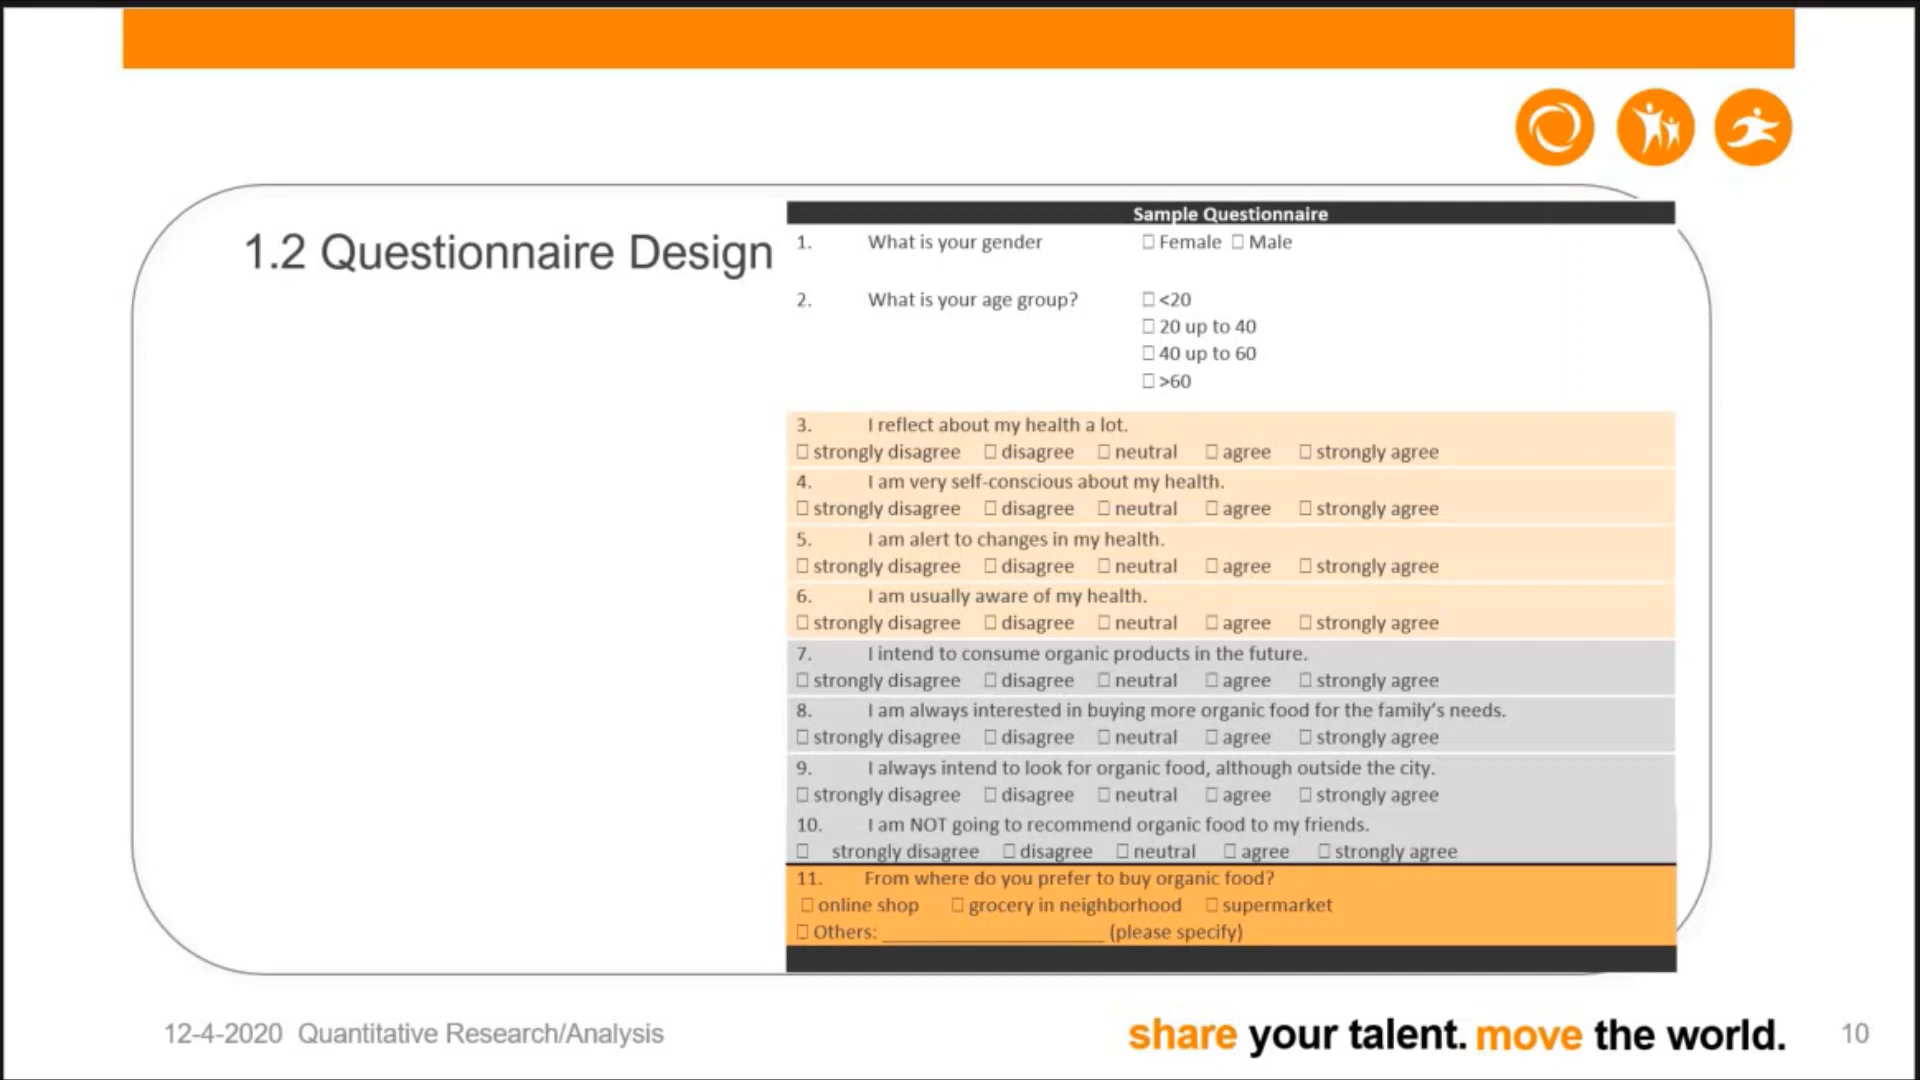 1.2 Questionnaire Design
Sample Questionnaire
1. What is your gender □ Female □ Male
2. What is your age group? □ <20
□ 20 up to 40
□ 40 up to 60
□ >60
3. I reflect about my health a lot.
□ strongly disagree □ disagree □ neutral □ agree □ strongly agree
4. I am very self-conscious about my health.
□ strongly disagree □ disagree □ neutral □ agree □ strongly agree
5. I am alert to changes in my health.
□ strongly disagree □ disagree □ neutral □ agree □ strongly agree
6. I am usually aware of my health.
□ strongly disagree □ disagree □ neutral □ agree □ strongly agree
7. I intend to consume organic products in the future.
□ strongly disagree □ disagree □ neutral □ agree □ strongly agree
8. I am always interested in buying more organic food for the family's needs.
□ strongly disagree □ disagree □ neutral □ agree □ strongly agree
9. I always intend to look for organic food, although outside the city.
□ strongly disagree □ disagree □ neutral □ agree □ strongly agree
10. I am NOT going to recommend organic food to my friends.
□ strongly disagree □ disagree □ neutral □ agree □ strongly agree
11. From where do you prefer to buy organic food?
□ online shop □ grocery in neighborhood □ supermarket
□ Others: ______________________ (please specify)
12-4-2020 Quantitative Research/Analysis
share your talent. move the world.
10